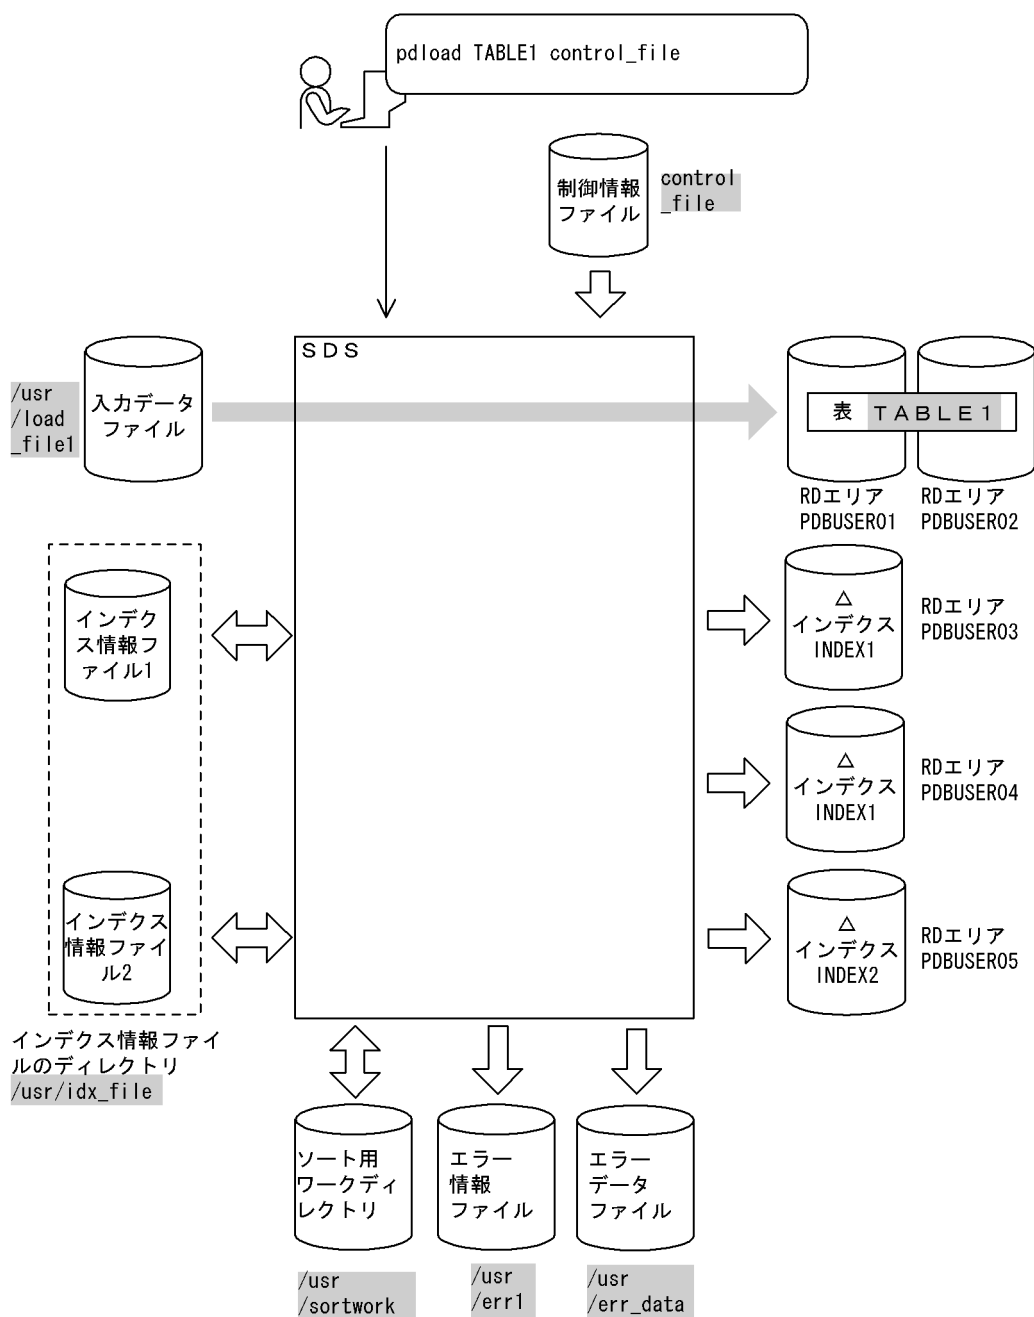 pdload TABLE1 control_file
制御情報
ファイル
control
_file
SDS
/usr
/load
_file1
入力データ
ファイル
表 TABLE1
RDエリア
PDBUSER01
RDエリア
PDBUSER02
インデク
ス情報フ
ァイル1
△
インデクス
INDEX1
RDエリア
PDBUSER03
△
インデクス
INDEX1
RDエリア
PDBUSER04
インデクス
情報ファイ
ル2
△
インデクス
INDEX2
RDエリア
PDBUSER05
インデクス情報ファイ
ルのディレクトリ
/usr/idx_file
ソート用
ワークディ
レクトリ
エラー
情報
ファイル
エラー
データ
ファイル
/usr
/sortwork
/usr
/err1
/usr
/err_data